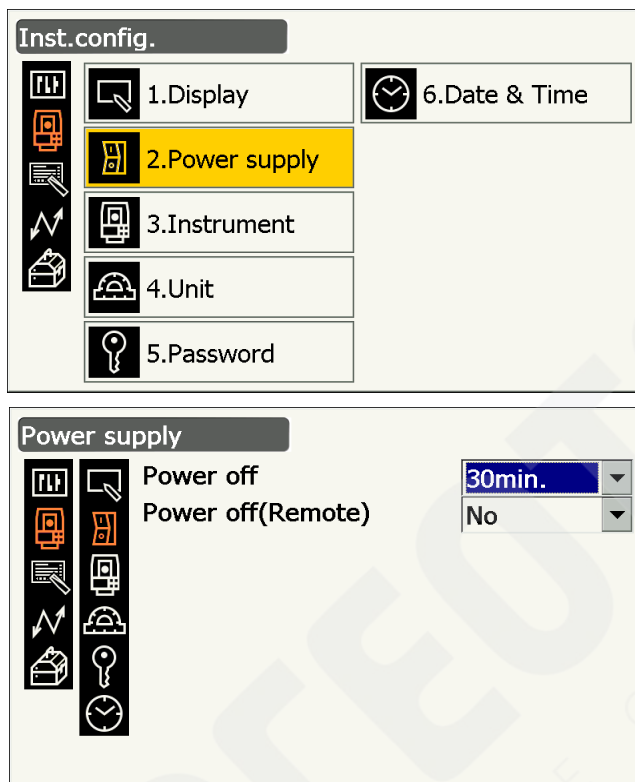 Inst.config.
1.Display
6.Date & Time
2.Power supply
3.Instrument
4.Unit
5.Password
Power supply
Power off
30min.
Power off(Remote)
No